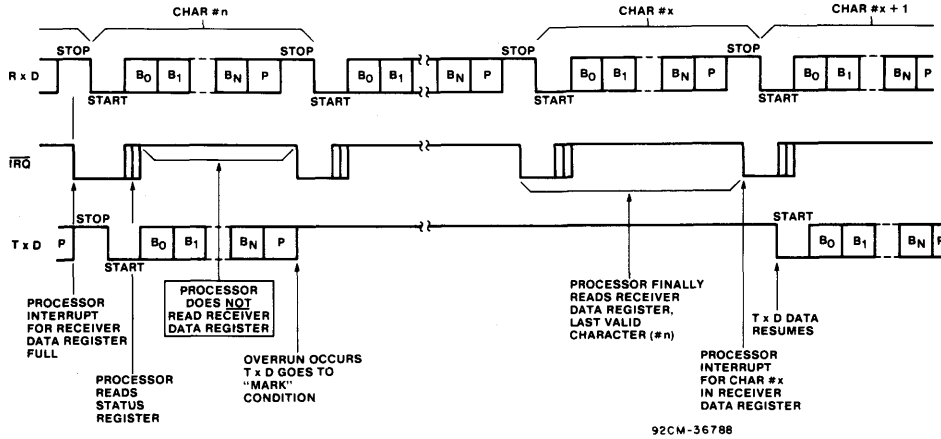 CHAR #n CHAR #x CHAR #x + 1
STOP STOP STOP STOP
R x D B0 B1 BN P B0 B1 BN P B0 B1 BN P B0 B1 BN P
START START START START
IRQ
STOP START
T x D P B0 B1 BN P B0 B1 BN P
START
PROCESSOR
INTERRUPT
FOR RECEIVER
DATA REGISTER
FULL
PROCESSOR
READS
STATUS
REGISTER
PROCESSOR
DOES NOT
READ RECEIVER
DATA REGISTER
OVERRUN OCCURS
T x D GOES TO
"MARK"
CONDITION
PROCESSOR FINALLY
READS RECEIVER
DATA REGISTER,
LAST VALID
CHARACTER (#n)
PROCESSOR
INTERRUPT
FOR CHAR #x
IN RECEIVER
DATA REGISTER
T x D DATA
RESUMES
92CM-36788